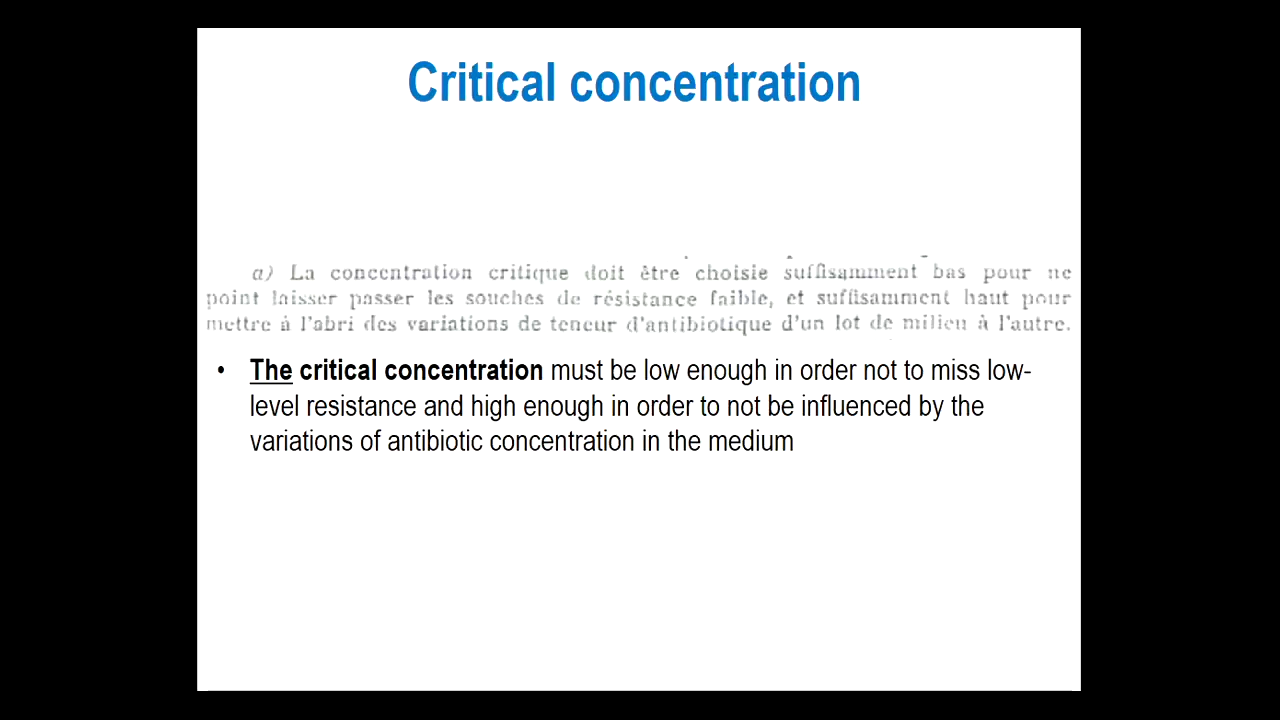 Critical concentration
a) La concentration critique doit être choisie suffisamment bas pour ne
point laisser passer les souches de résistance faible, et suffisamment haut pour
mettre à l'abri des variations de teneur d'antibiotique d'un lot de milieu à l'autre.
• The critical concentration must be low enough in order not to miss low-
level resistance and high enough in order to not be influenced by the
variations of antibiotic concentration in the medium